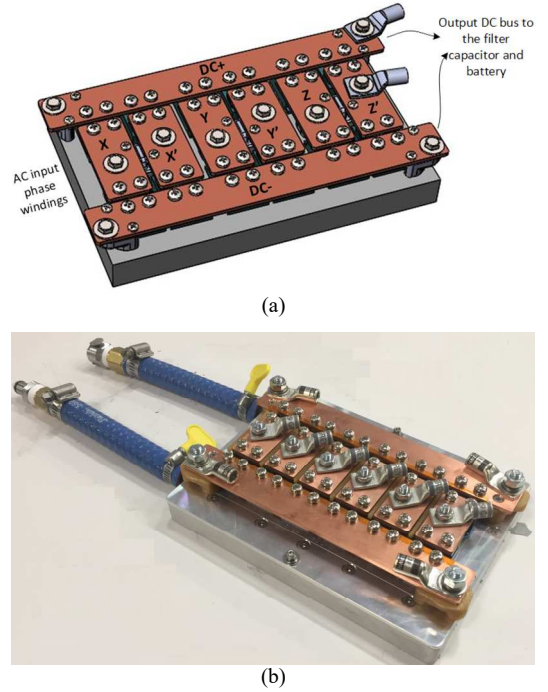 Output DC bus to
the filter
capacitor and
battery
DC+
X
X'
Y
Y'
Z
Z'
AC input
phase
windings
DC-
(a)
(b)